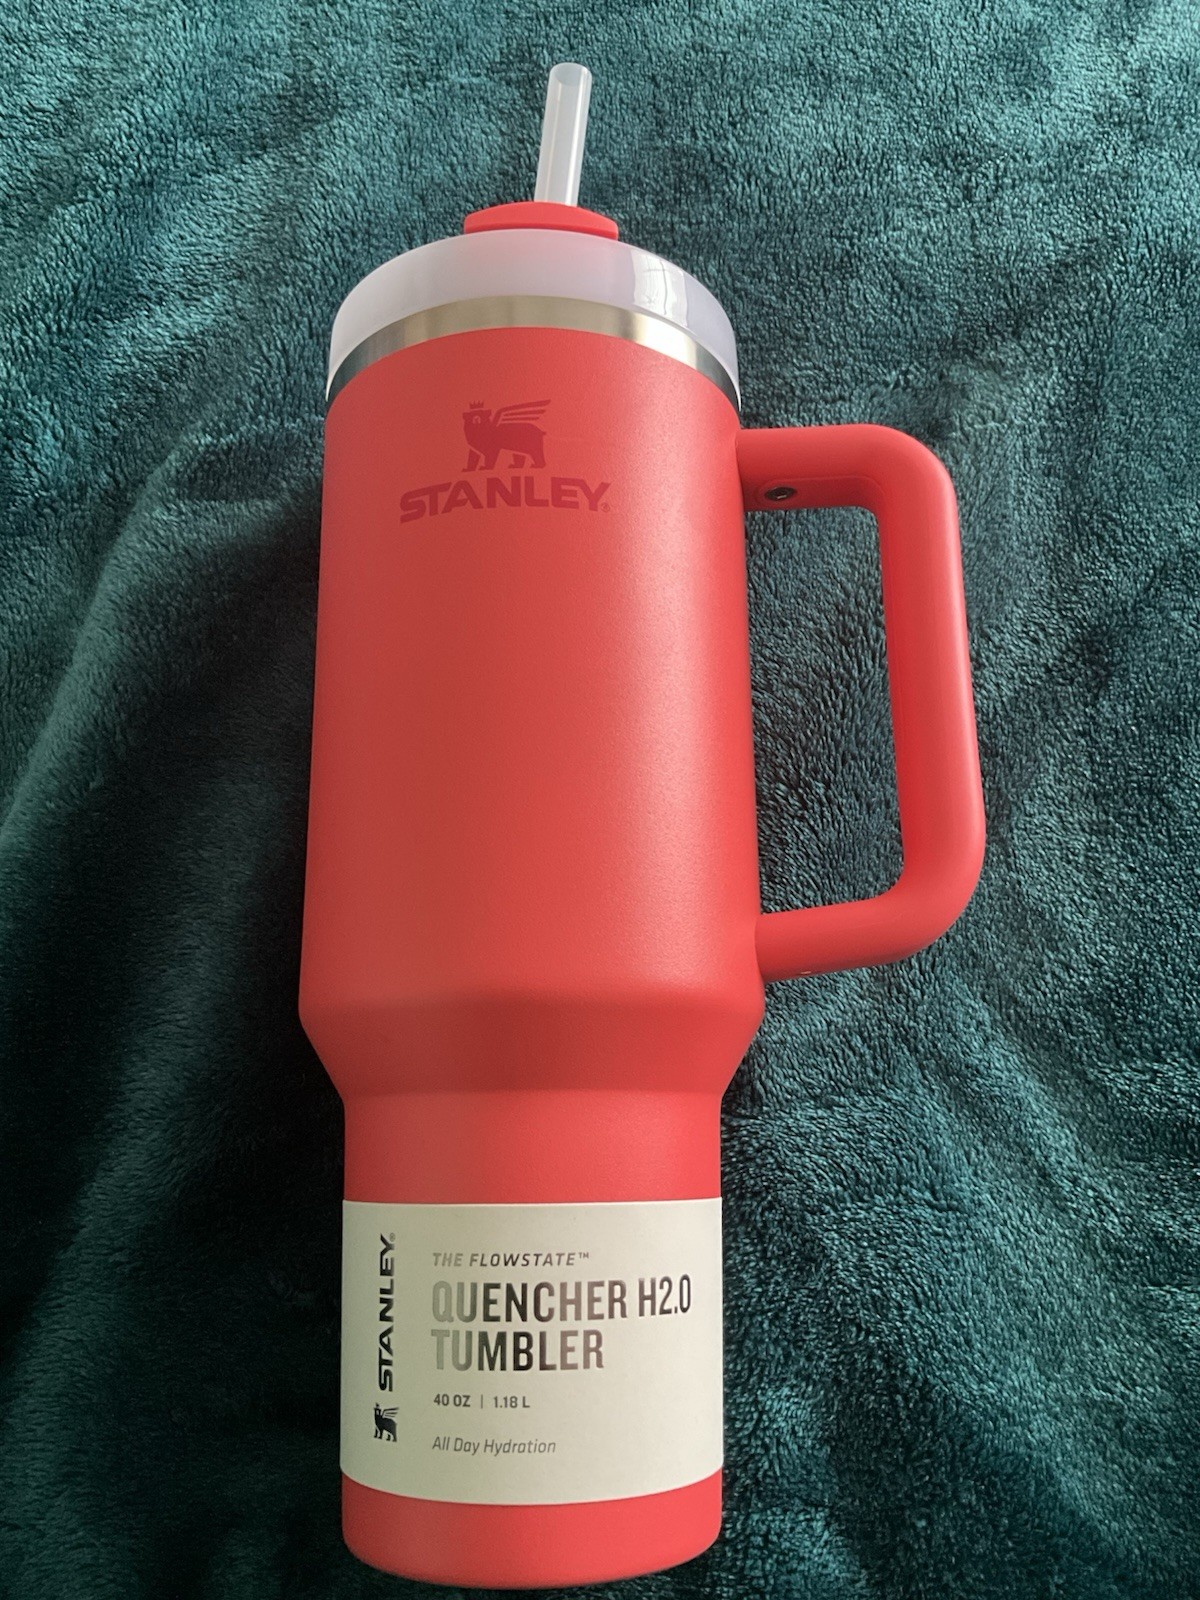 STANLEY®
STANLEY®
THE FLOWSTATE™
QUENCHER H2.0
TUMBLER
40 OZ | 1.18 L
All Day Hydration